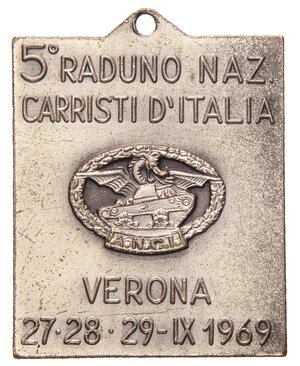 5° RADUNO NAZ.
CARRISTI D'ITALIA
A.N.C.I.
VERONA
27·28·29-IX 1969